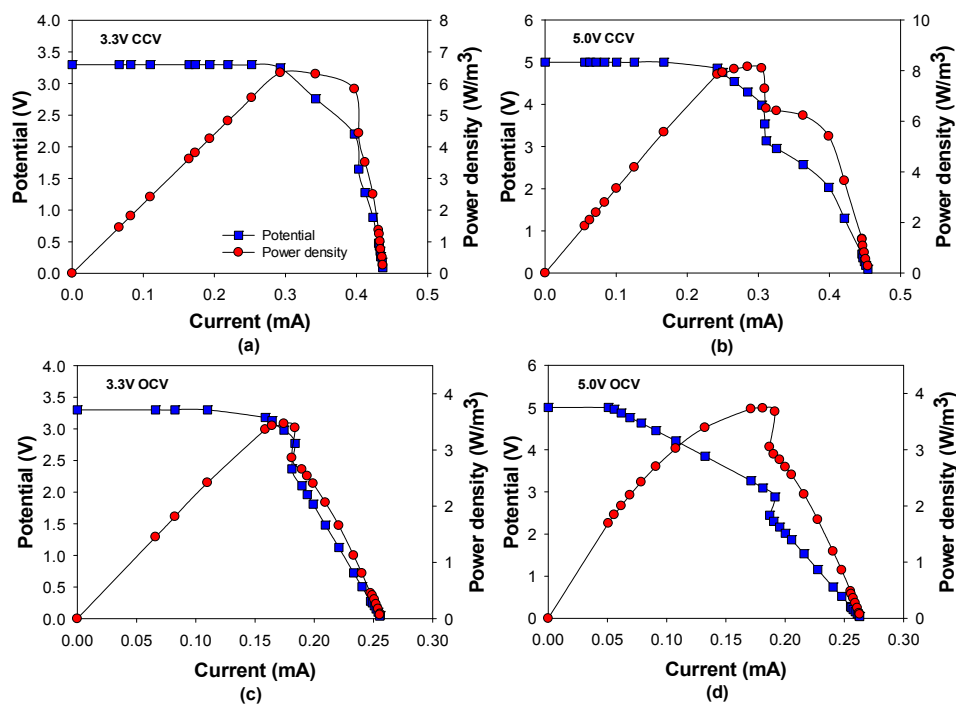 3.3V CCV
Potential (V)
4.0
3.5
3.0
2.5
2.0
1.5
1.0
0.5
0.0
Power density (W/m3)
8
7
6
5
4
3
2
1
0
Potential
Power density
0.0 0.1 0.2 0.3 0.4 0.5
Current (mA)
(a)
5.0V CCV
Potential (V)
6
5
4
3
2
1
0
Power density (W/m3)
10
8
6
4
2
0
0.0 0.1 0.2 0.3 0.4 0.5
Current (mA)
(b)
3.3V OCV
Potential (V)
4.0
3.5
3.0
2.5
2.0
1.5
1.0
0.5
0.0
Power density (W/m3)
4
3
2
1
0
0.00 0.05 0.10 0.15 0.20 0.25 0.30
Current (mA)
(c)
5.0V OCV
Potential (V)
6
5
4
3
2
1
0
Power density (W/m3)
4
3
2
1
0
0.00 0.05 0.10 0.15 0.20 0.25 0.30
Current (mA)
(d)